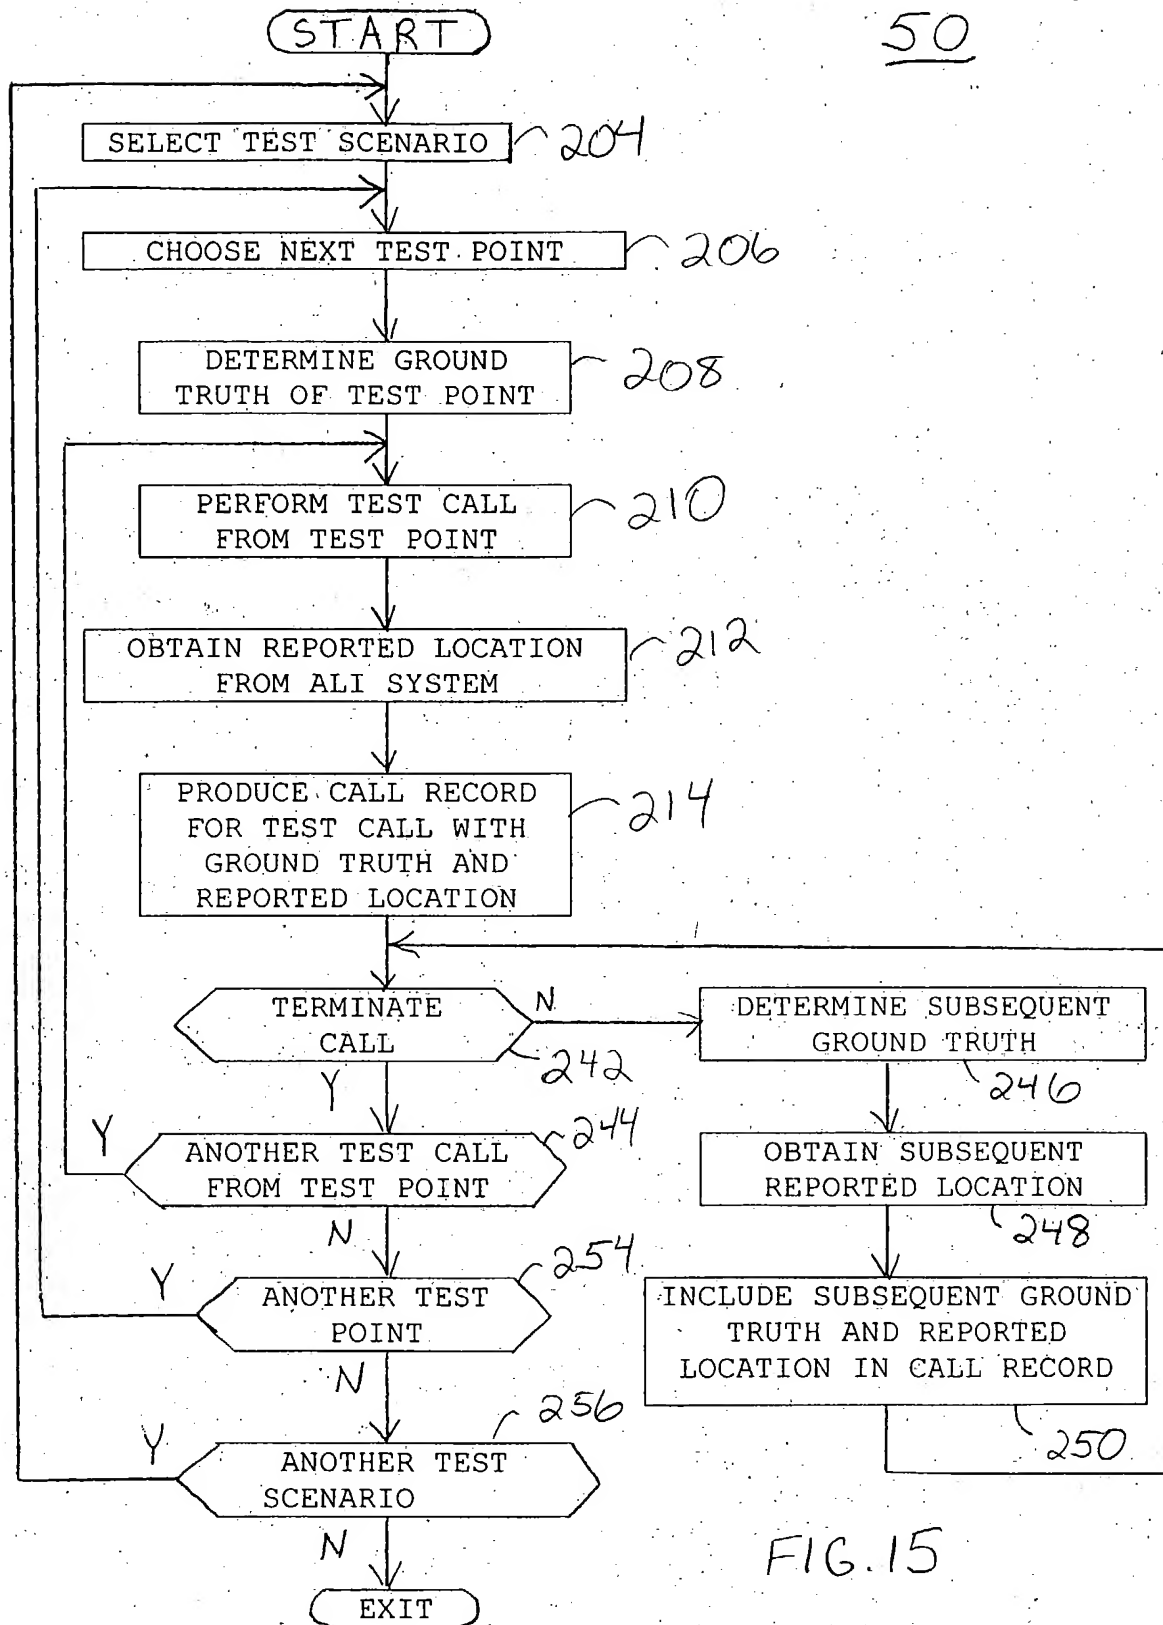 START
50
SELECT TEST SCENARIO
204
CHOOSE NEXT TEST POINT
206
DETERMINE GROUND
TRUTH OF TEST POINT
208
PERFORM TEST CALL
FROM TEST POINT
210
OBTAIN REPORTED LOCATION
FROM ALI SYSTEM
212
PRODUCE CALL RECORD
FOR TEST CALL WITH
GROUND TRUTH AND
REPORTED LOCATION
214
TERMINATE
CALL
242
N
Y
DETERMINE SUBSEQUENT
GROUND TRUTH
246
ANOTHER TEST CALL
FROM TEST POINT
244
Y
N
OBTAIN SUBSEQUENT
REPORTED LOCATION
248
ANOTHER TEST
POINT
254
Y
N
INCLUDE SUBSEQUENT GROUND
TRUTH AND REPORTED
LOCATION IN CALL RECORD
250
ANOTHER TEST
SCENARIO
256
Y
N
EXIT
FIG. 15